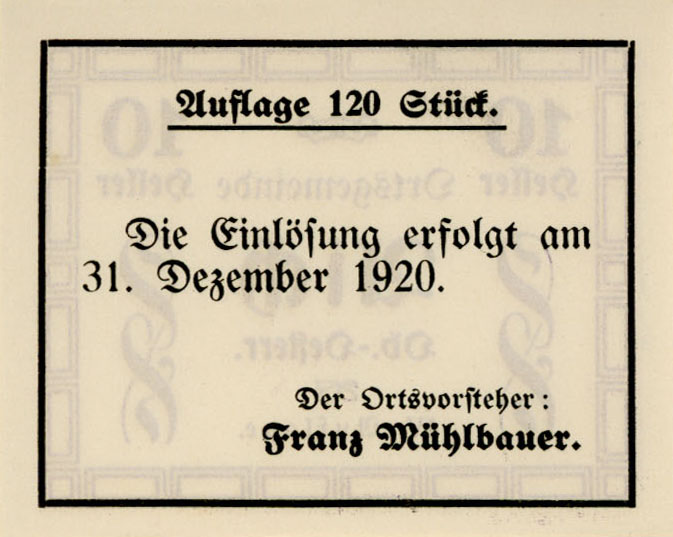 Auflage 120 Stück.
Die Einlöſung erfolgt am
31. Dezember 1920.
Der Ortsvorſteher:
Franz Mühlbauer.